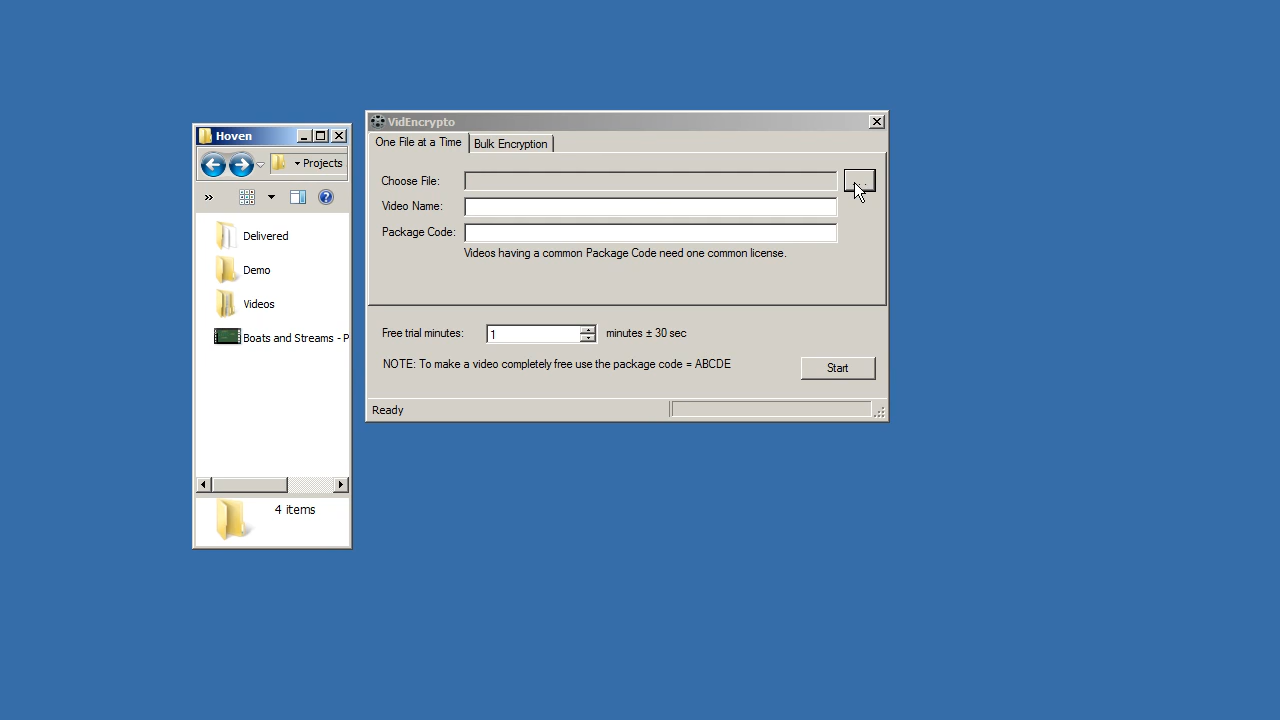 Hoven
Projects
»
Delivered
Demo
Videos
Boats and Streams - P
4 items
VidEncrypto
One File at a Time
Bulk Encryption
Choose File:
Video Name:
Package Code:
Videos having a common Package Code need one common license.
Free trial minutes: 1 minutes ± 30 sec
NOTE: To make a video completely free use the package code = ABCDE
Start
Ready